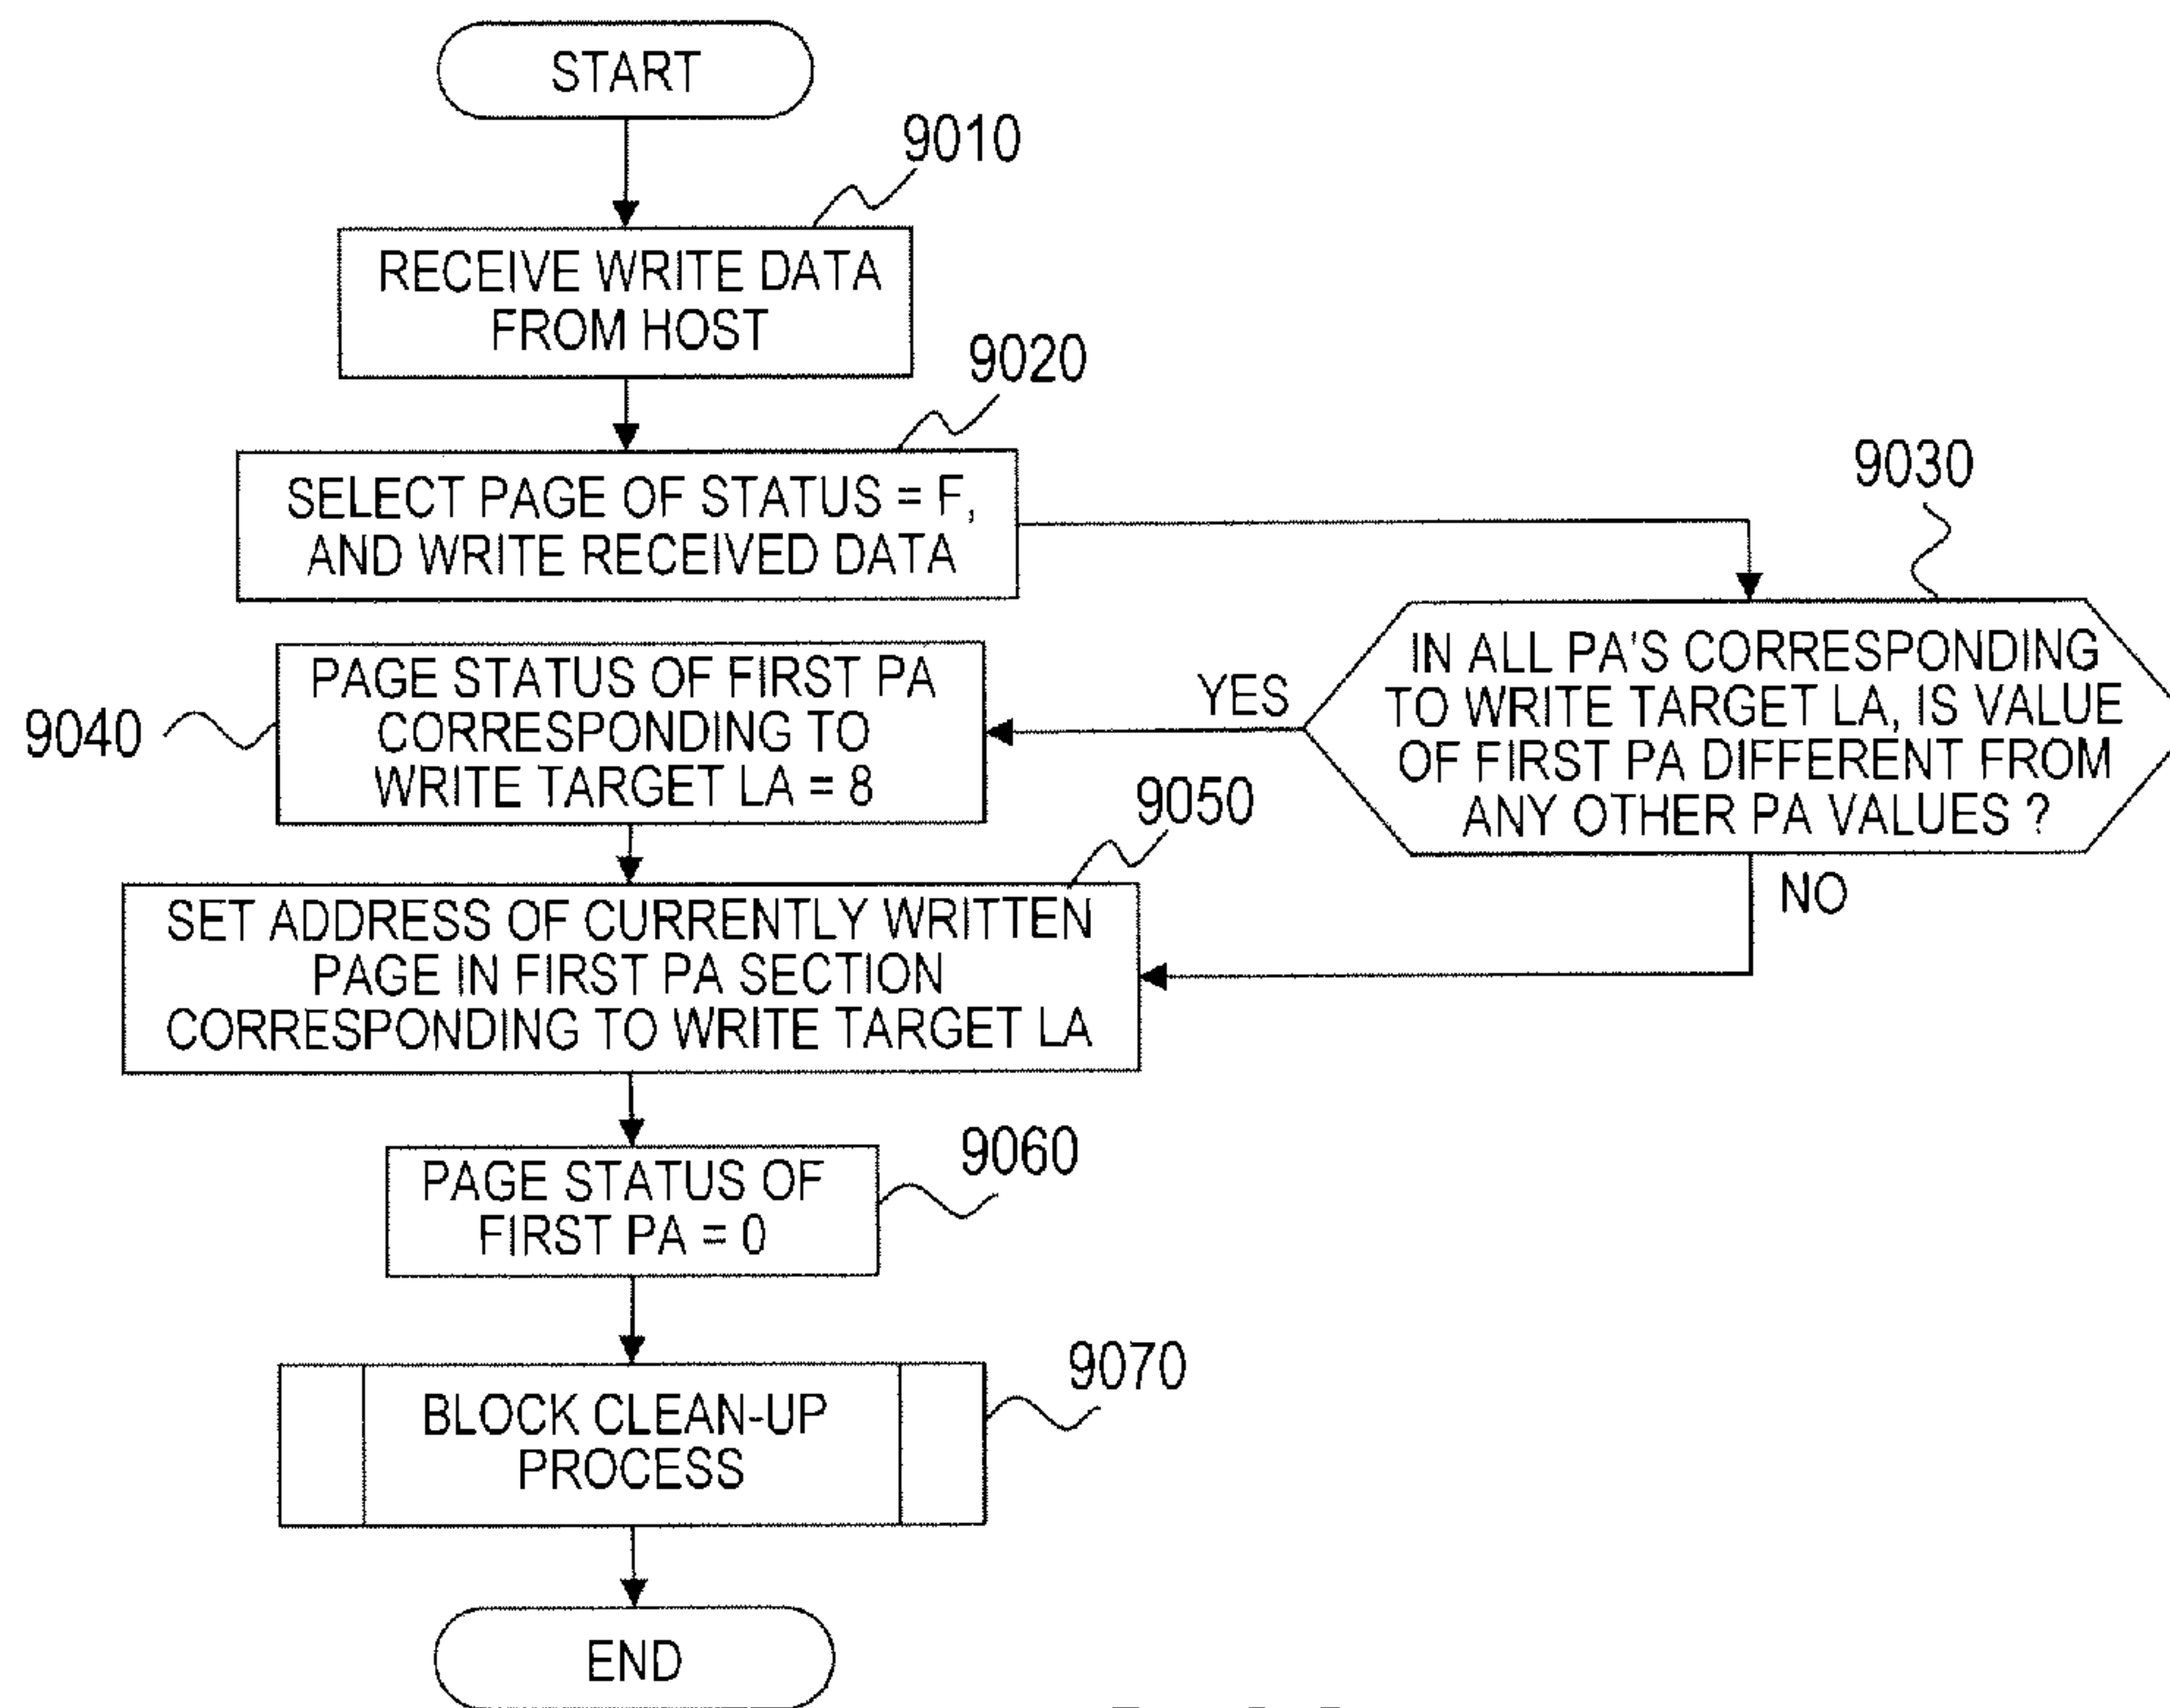 START
9010
RECEIVE WRITE DATA
FROM HOST
9020
SELECT PAGE OF STATUS = F,
AND WRITE RECEIVED DATA
9030
IN ALL PA'S CORRESPONDING
TO WRITE TARGET LA, IS VALUE
OF FIRST PA DIFFERENT FROM
ANY OTHER PA VALUES ?
YES
NO
9040
PAGE STATUS OF FIRST PA
CORRESPONDING TO
WRITE TARGET LA = 8
9050
SET ADDRESS OF CURRENTLY WRITTEN
PAGE IN FIRST PA SECTION
CORRESPONDING TO WRITE TARGET LA
9060
PAGE STATUS OF
FIRST PA = 0
9070
BLOCK CLEAN-UP
PROCESS
END